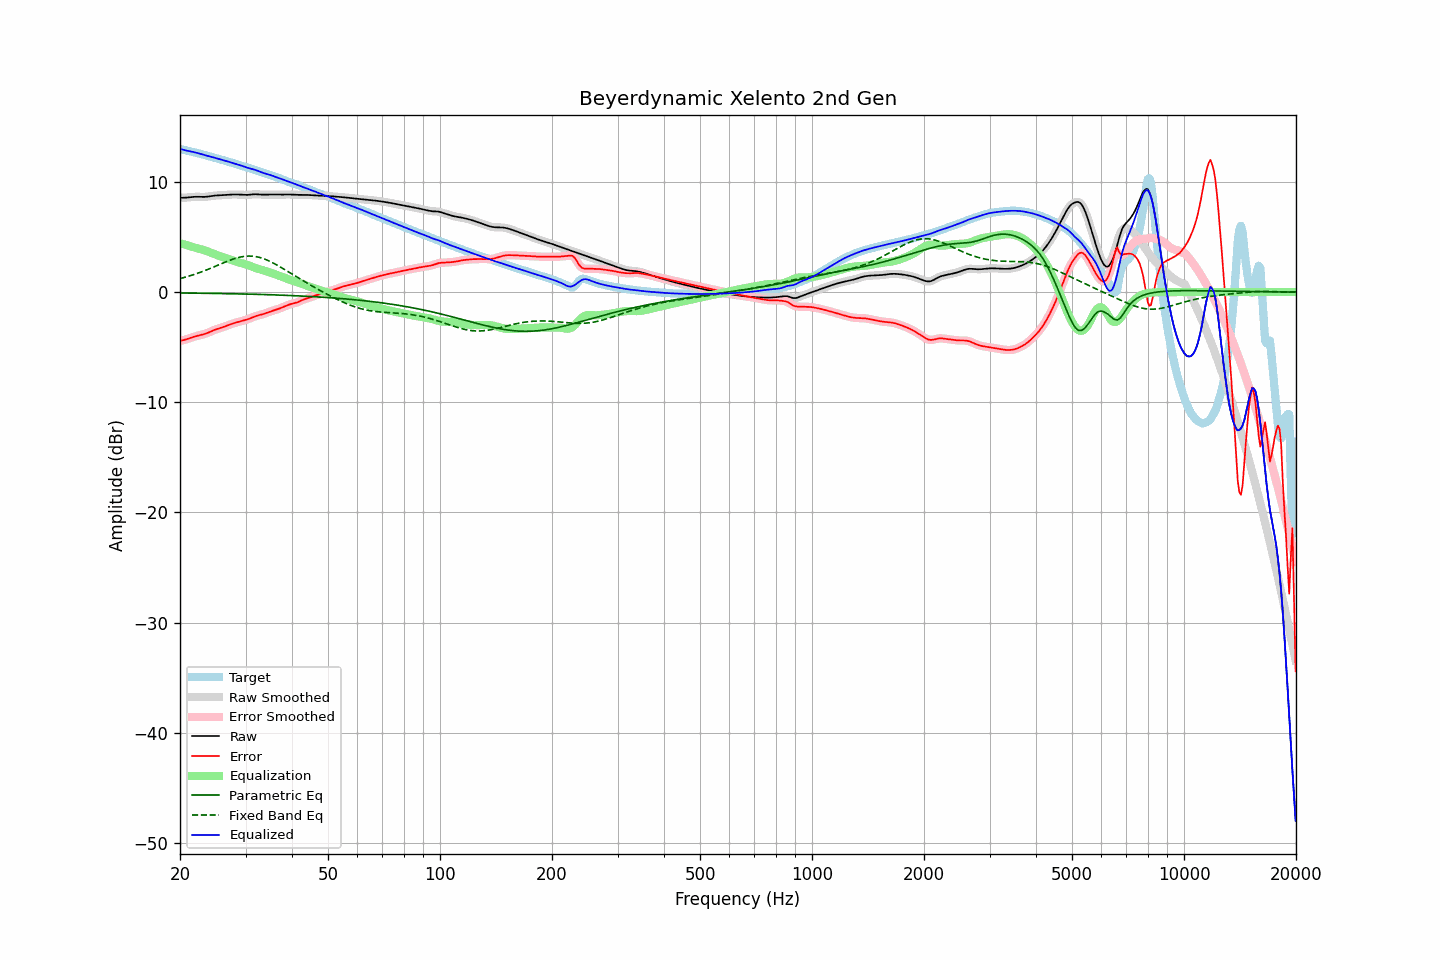 Beyerdynamic Xelento 2nd Gen
Amplitude (dBr)
10
0
−10
−20
−30
−40
−50
Target
Raw Smoothed
Error Smoothed
Raw
Error
Equalization
Parametric Eq
Fixed Band Eq
Equalized
20 50 100 200 500 1000 2000 5000 10000 20000
Frequency (Hz)